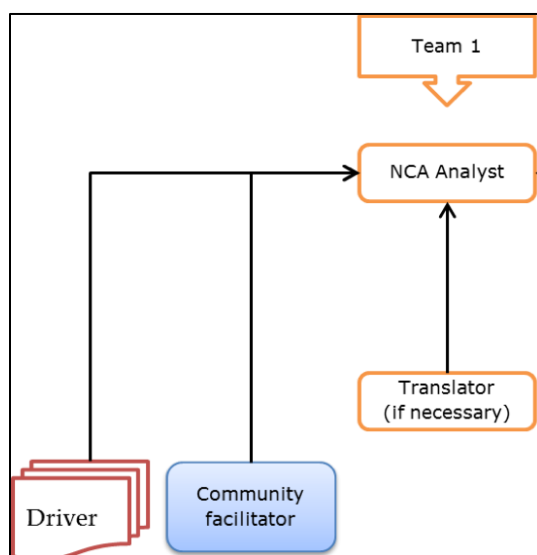 Team 1
NCA Analyst
Translator
(if necessary)
Community
facilitator
Driver